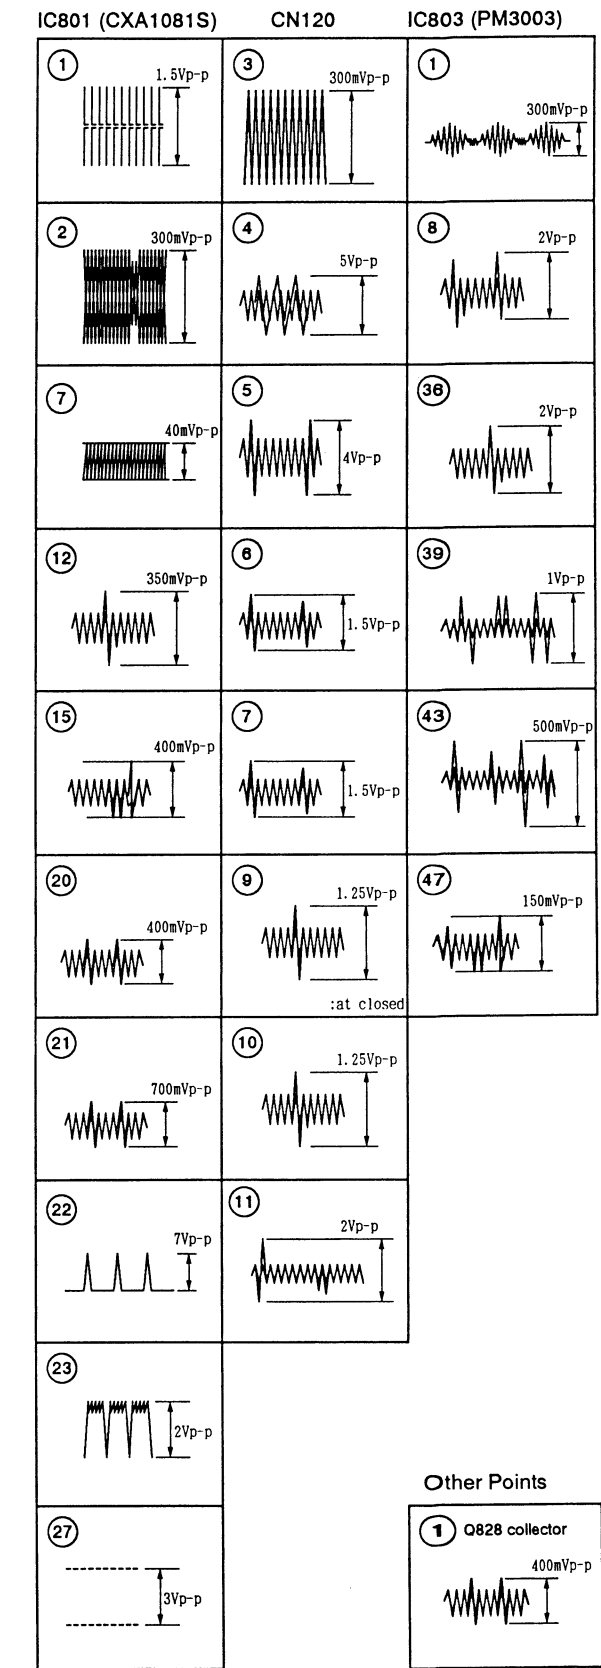 IC801 (CXA1081S)
1
1.5Vp-p
2
300mVp-p
7
40mVp-p
12
350mVp-p
15
400mVp-p
20
400mVp-p
21
700mVp-p
22
7Vp-p
23
2Vp-p
27
3Vp-p
CN120
3
300mVp-p
4
5Vp-p
5
4Vp-p
6
1.5Vp-p
7
1.5Vp-p
9
1.25Vp-p
:at closed
10
1.25Vp-p
11
2Vp-p
IC803 (PM3003)
1
300mVp-p
8
2Vp-p
36
2Vp-p
39
1Vp-p
43
500mVp-p
47
150mVp-p
Other Points
1 Q828 collector
400mVp-p